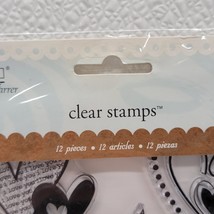 clear stamps™
12 pieces • 12 articles • 12 piezas